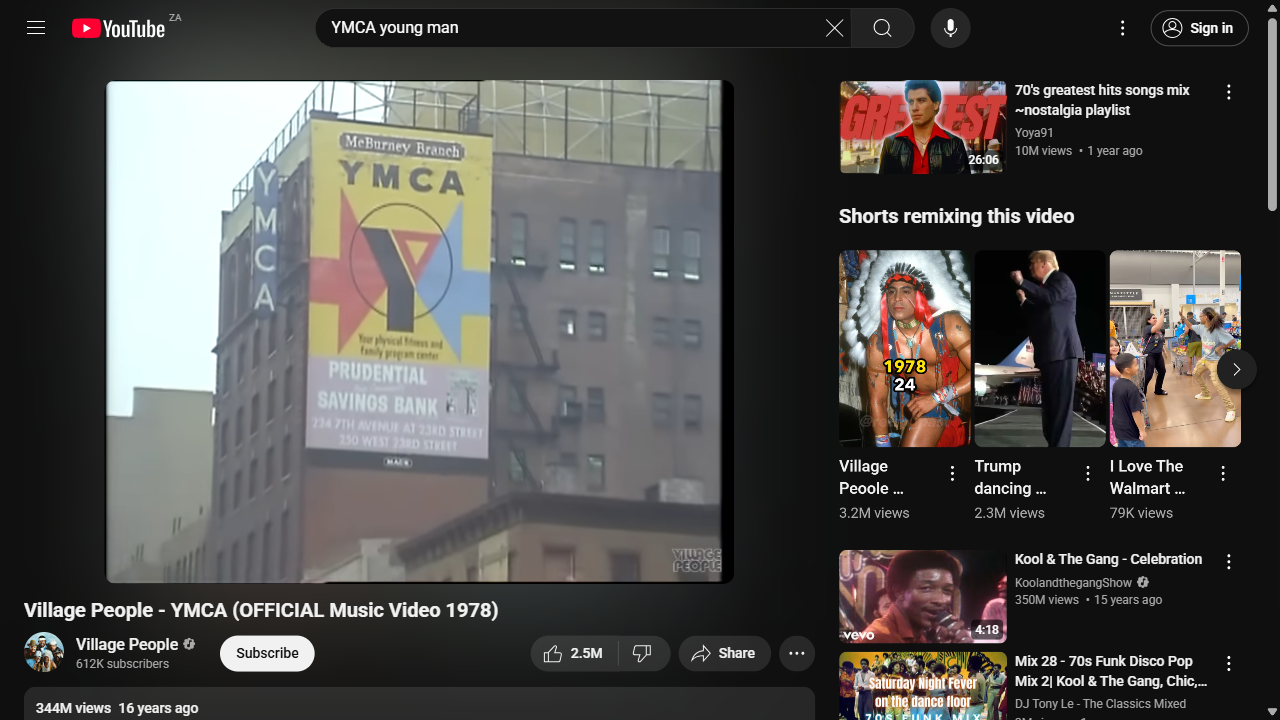 YouTube
ZA
YMCA young man
Sign in
McBurney Branch
YMCA
YMCA
Your physical fitness and
family program center
PRUDENTIAL
SAVINGS BANK
234 7TH AVENUE AT 23RD STREET
250 WEST 23RD STREET
VILLAGE
PEOPLE
Village People - YMCA (OFFICIAL Music Video 1978)
Village People
612K subscribers
Subscribe
2.5M
Share
344M views 16 years ago
GREATEST
26:06
70's greatest hits songs mix
~nostalgia playlist
Yoya91
10M views • 1 year ago
Shorts remixing this video
1978
24
Village
Peoole ...
3.2M views
Trump
dancing ...
2.3M views
I Love The
Walmart ...
79K views
vevo
4:18
Kool & The Gang - Celebration
KoolandthegangShow
350M views • 15 years ago
Saturday Night Fever
on the dance floor
70S FUNK MIX
Mix 28 - 70s Funk Disco Pop
Mix 2| Kool & The Gang, Chic,...
DJ Tony Le - The Classics Mixed